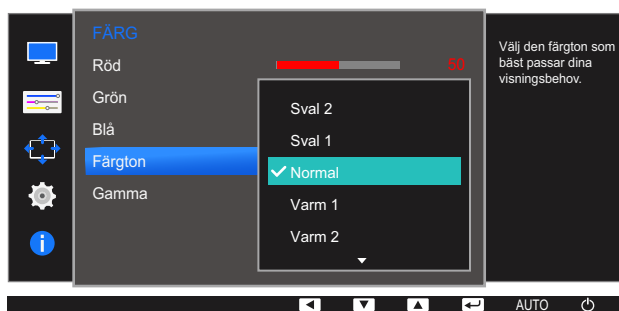 FÄRG
Röd 50
Grön
Blå
Färgton
Gamma
Sval 2
Sval 1
Normal
Varm 1
Varm 2
Välj den färgton som
bäst passar dina
visningsbehov.
AUTO